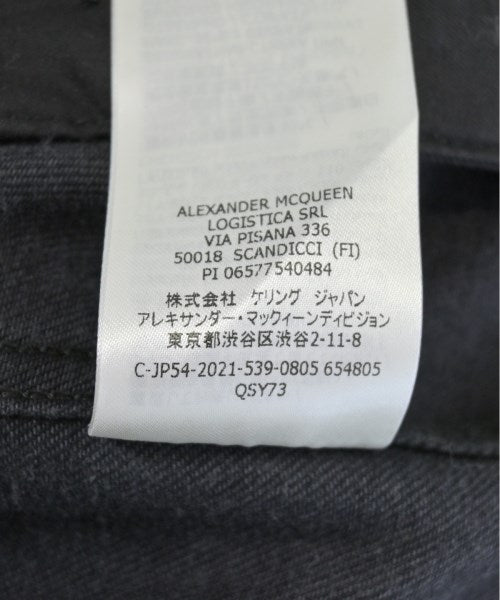 ALEXANDER MCQUEEN
LOGISTICA SRL
VIA PISANA 336
50018 SCANDICCI (FI)
PI 06577540484
株式会社 ケリング ジャパン
アレキサンダー・マックィーンディビジョン
東京都渋谷区渋谷2-11-8
C-JP54-2021-539-0805 654805
QSY73